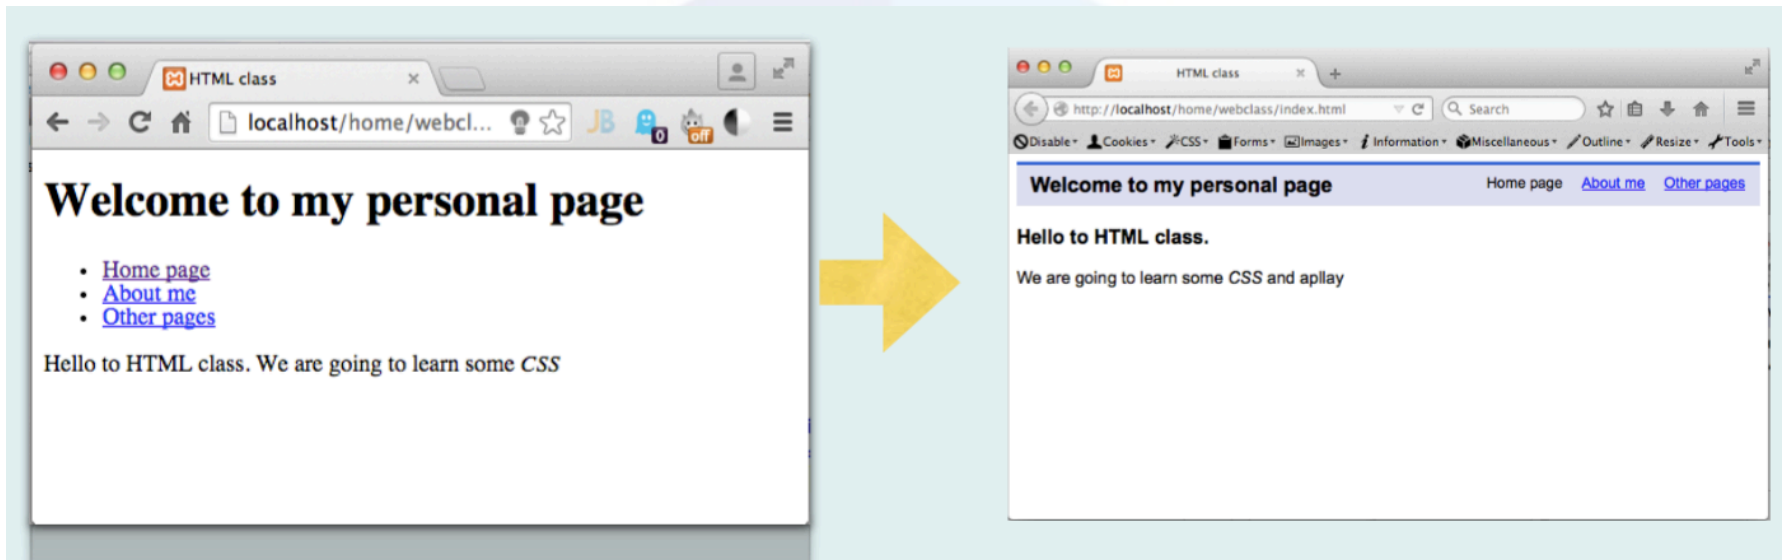 HTML class
localhost/home/webcl...
JB
0
off
Welcome to my personal page
• Home page
• About me
• Other pages
Hello to HTML class. We are going to learn some CSS
HTML class
http://localhost/home/webclass/index.html
Search
Disable Cookies CSS Forms Images Information Miscellaneous Outline Resize Tools
Welcome to my personal page Home page About me Other pages
Hello to HTML class.
We are going to learn some CSS and apllay